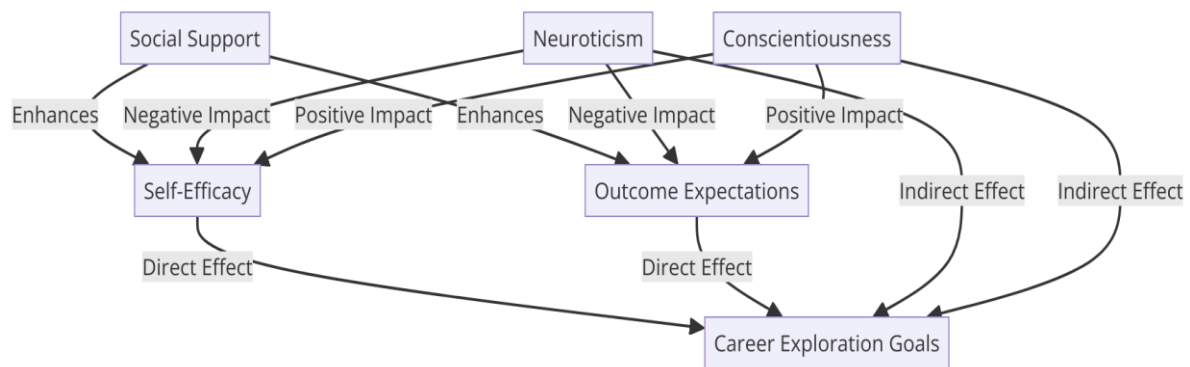 Social Support
Neuroticism
Conscientiousness
Enhances
Negative Impact
Positive Impact
Enhances
Negative Impact
Positive Impact
Self-Efficacy
Outcome Expectations
Indirect Effect
Indirect Effect
Direct Effect
Direct Effect
Career Exploration Goals